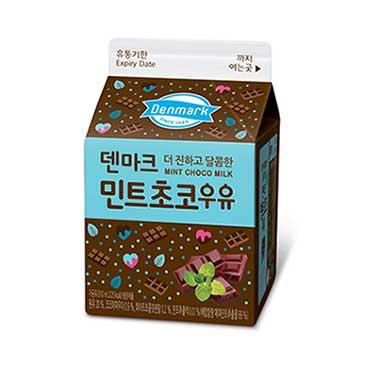 유통기한
Expiry Date
까지
여는곳▶
Denmark
SINCE 1985
덴마크 더 진하고 달콤한
MINT CHOCO MILK
민트초코우유